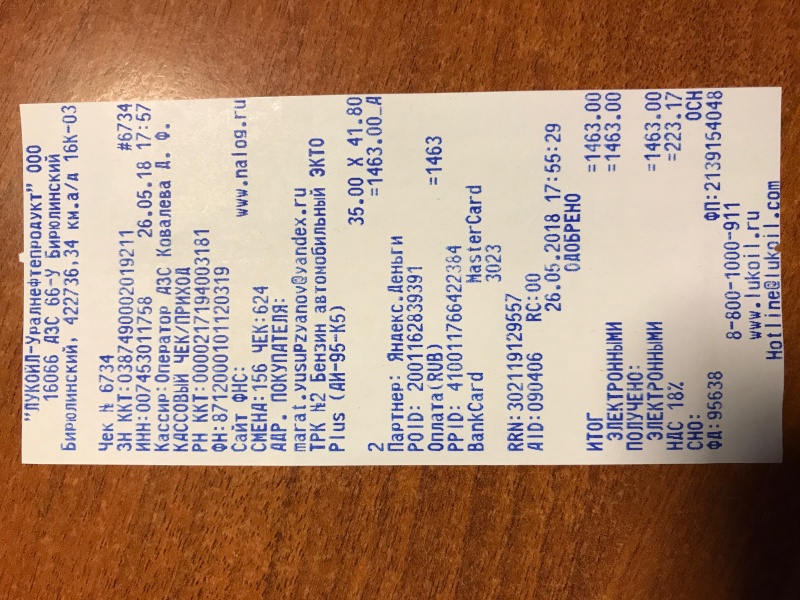 "ЛУКОЙЛ-Уралнефтепродукт" ООО
16066 АЗС 66-У Бирюлинский
Бирюлинский, 422736,34 км.а/д 16К-03
Чек № 6734 #6734
ЗН ККТ:0387490002019211
ИНН:007453011758 26.05.18 17:57
Кассир:Оператор АЗС Ковалева Д. Ф.
КАССОВЫЙ ЧЕК/ПРИХОД
РН ККТ:0000217194003181
ФН:8712000101120319
Сайт ФНС: www.nalog.ru
СМЕНА:156 ЧЕК:624
АДР. ПОКУПАТЕЛЯ:
marat.yusupzyanov@yandex.ru
ТРК №2 Бензин автомобильный ЭКТО
Plus (АИ-95-К5)
35.00 X 41.80
2 =1463.00_А
Партнер: Яндекс.Деньги
POID: 20011162839391
Оплата(RUB) =1463
PPID: 410011766422384
BankCard MasterCard
3023
RRN:302119129657
AID:090406 RC:00
26.05.2018 17:55:29
ОДОБРЕНО
ИТОГ =1463.00
ЭЛЕКТРОННЫМИ =1463.00
ПОЛУЧЕНО:
ЭЛЕКТРОННЫМИ =1463.00
НДС 18% =223.17
СНО: ОСН
ФД: 95638 ФП:2139154048
8-800-1000-911
www.lukoil.ru
Hotline@lukoil.com